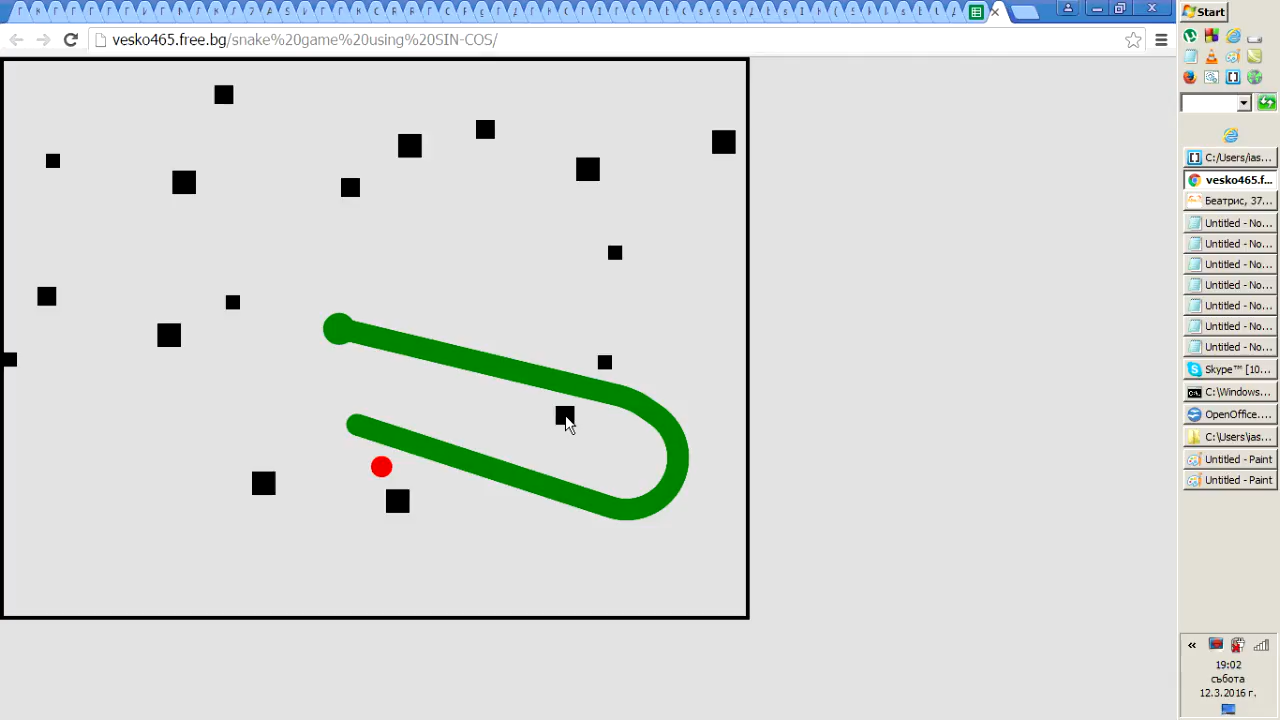 vesko465.free.bg/snake%20game%20using%20SIN-COS/
Start
C:/Users/ias...
vesko465.f...
Беатрис, 37...
Untitled - No...
Untitled - No...
Untitled - No...
Untitled - No...
Untitled - No...
Untitled - No...
Untitled - No...
Skype™ [10...
C:\Windows...
OpenOffice....
C:\Users\ias...
Untitled - Paint
Untitled - Paint
«
19:02
събота
12.3.2016 г.